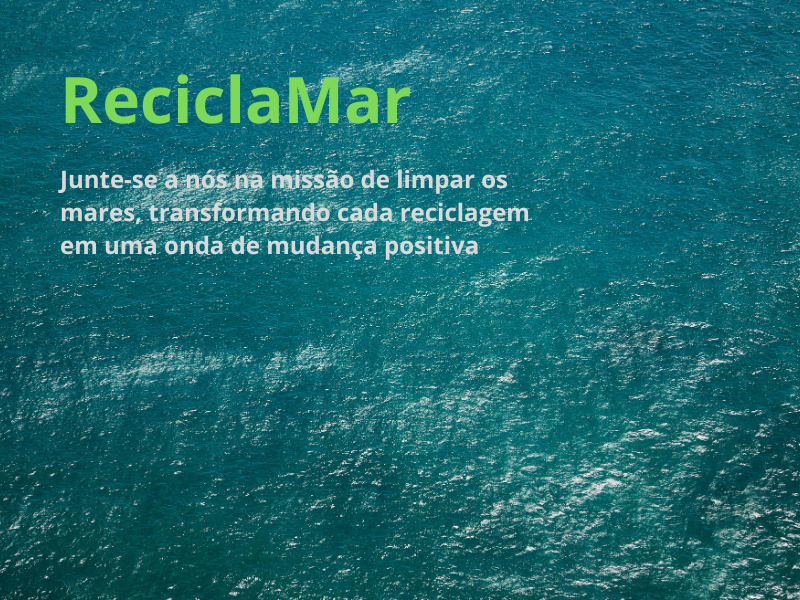 ReciclaMar
Junte-se a nós na missão de limpar os
mares, transformando cada reciclagem
em uma onda de mudança positiva